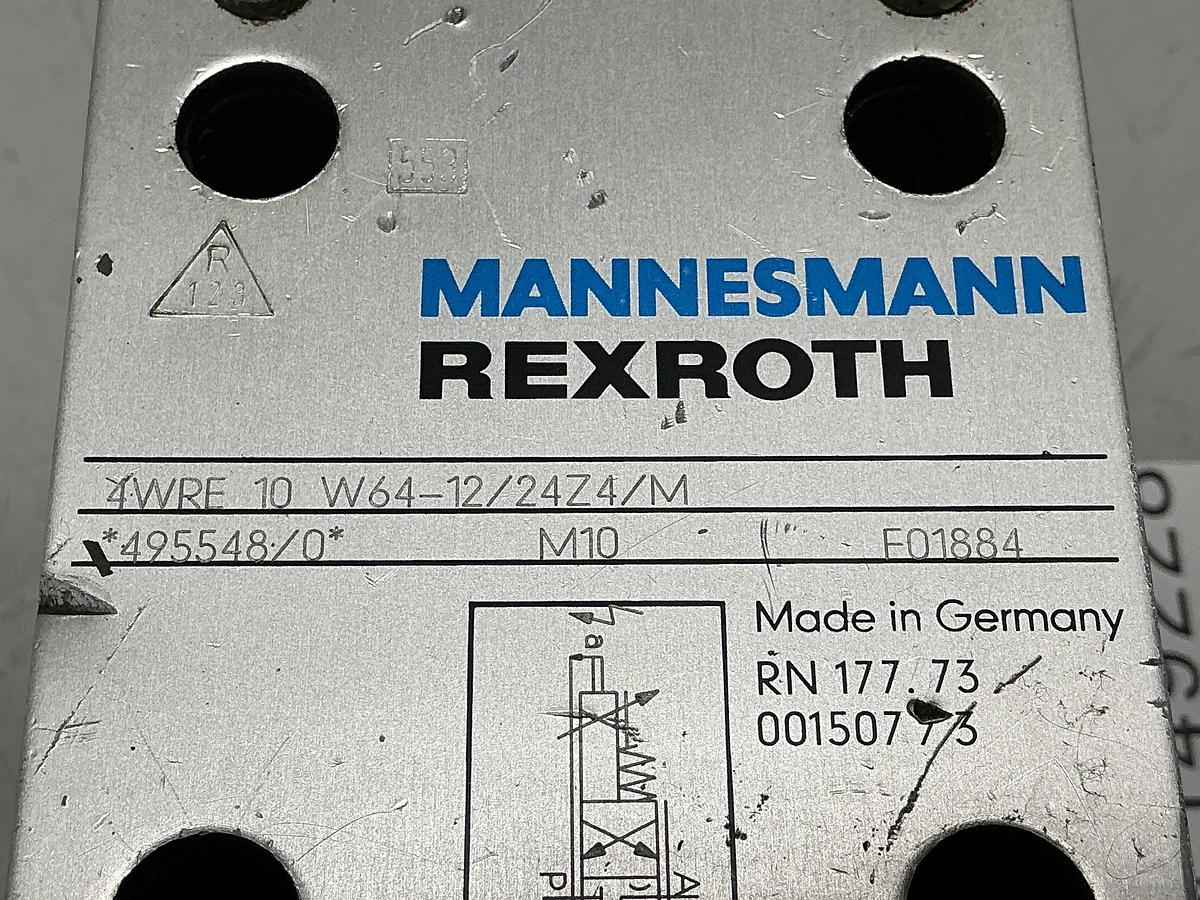 553
R
123
MANNESMANN
REXROTH
4WRE 10 W64-12/24Z4/M
*495548/0* M10 F01884
Made in Germany
RN 177.73
a
P
A